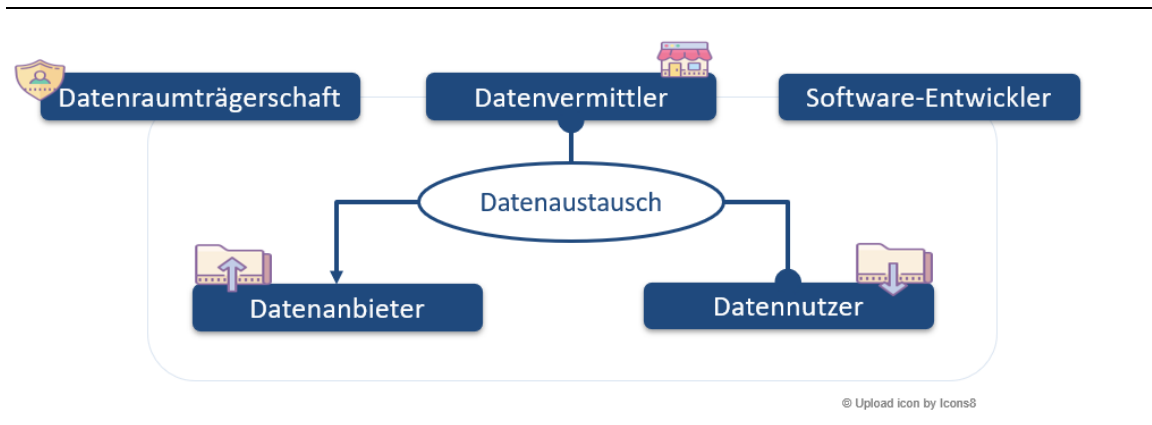 Datenraumträgerschaft
Datenvermittler
Software-Entwickler
Datenaustausch
Datenanbieter
Datennutzer
© Upload icon by Icons8